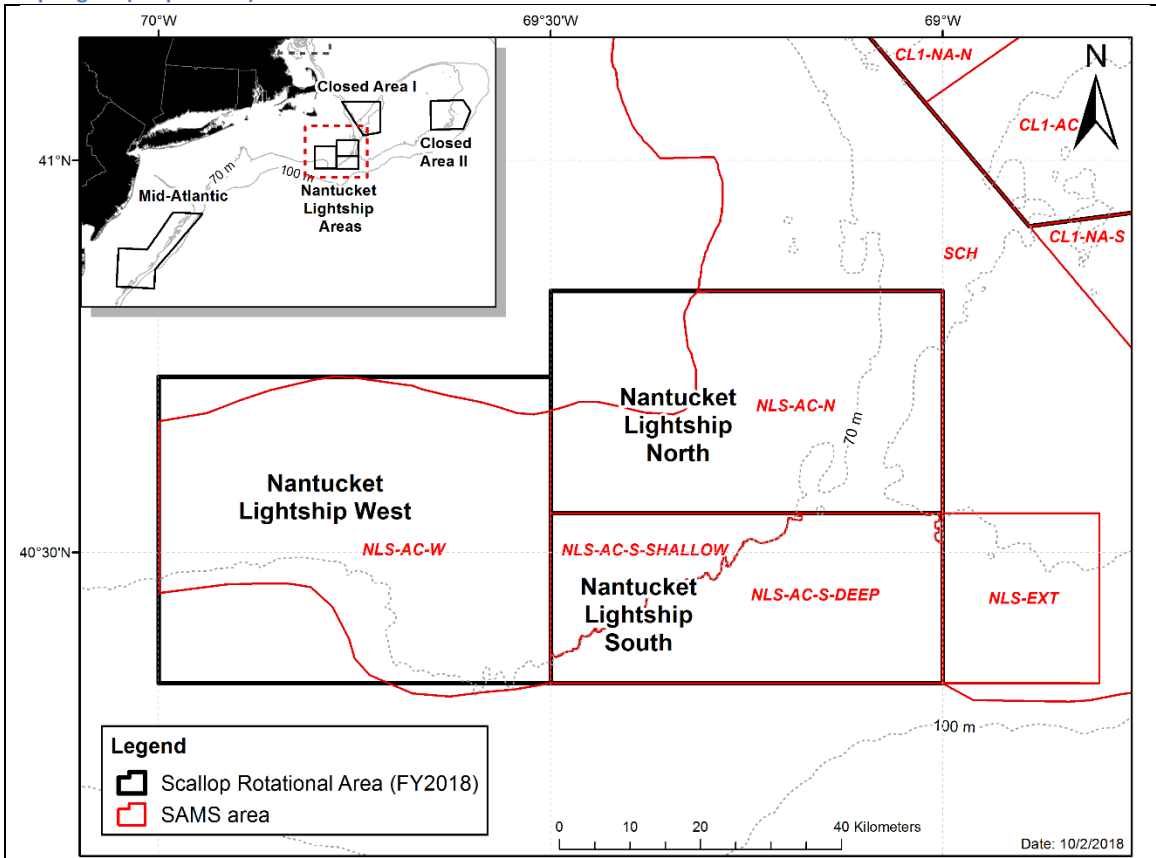 70°W
69°30'W
69°W
CL1-NA-N
N
Closed Area I
CL1-AC
Closed
Area II
41°N
70 m
100 m
Nantucket
Lightship
Areas
Mid-Atlantic
CL1-NA-S
SCH
Nantucket
Lightship
North
NLS-AC-N
70 m
Nantucket
Lightship West
40°30'N
NLS-AC-W
NLS-AC-S-SHALLOW
Nantucket
Lightship
South
NLS-AC-S-DEEP
NLS-EXT
100 m
Legend
Scallop Rotational Area (FY2018)
SAMS area
0 10 20 40 Kilometers
Date: 10/2/2018